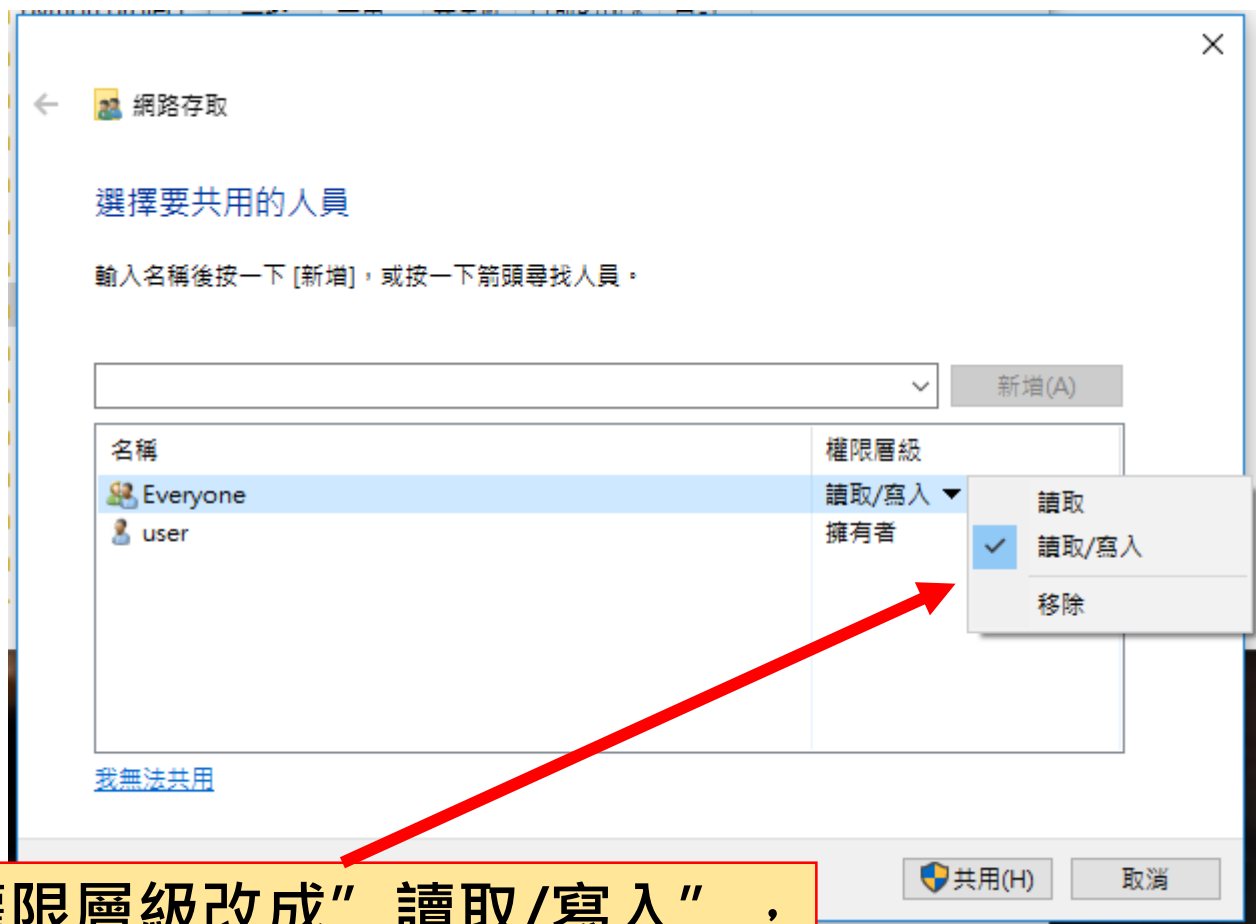 網路存取
選擇要共用的人員
輸入名稱後按一下 [新增]，或按一下箭頭尋找人員。
新增(A)
名稱 權限層級
Everyone 讀取/寫入
user 擁有者
讀取
讀取/寫入
移除
我無法共用
共用(H) 取消
限層級改成”讀取/寫入”，